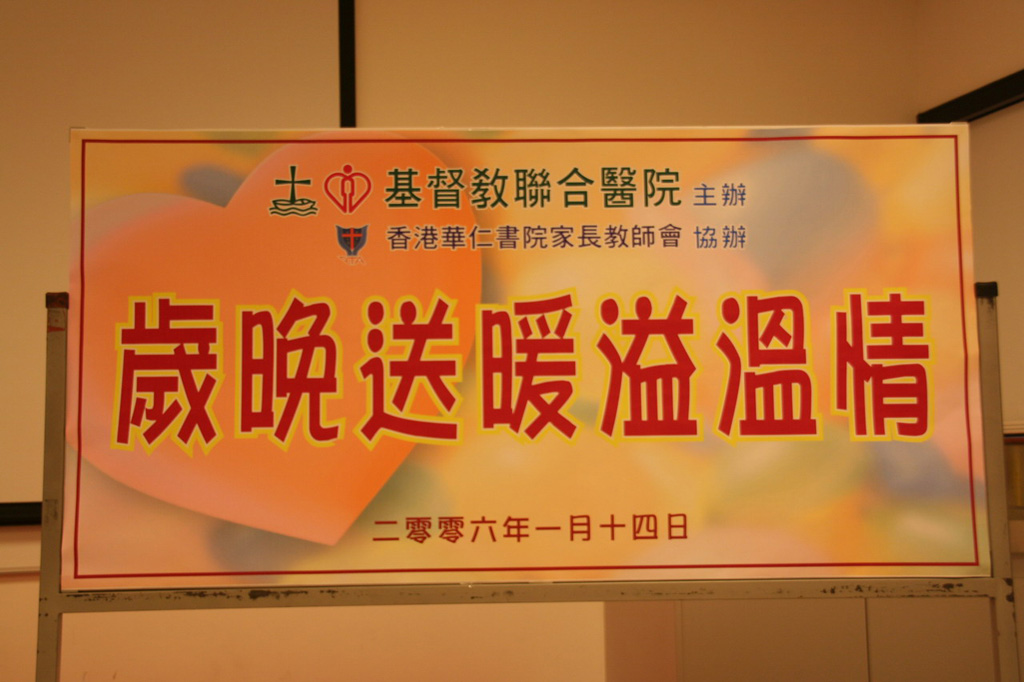 基督教聯合醫院 主辦
香港華仁書院家長教師會 協辦
歲晚送暖溢溫情
二零零六年一月十四日